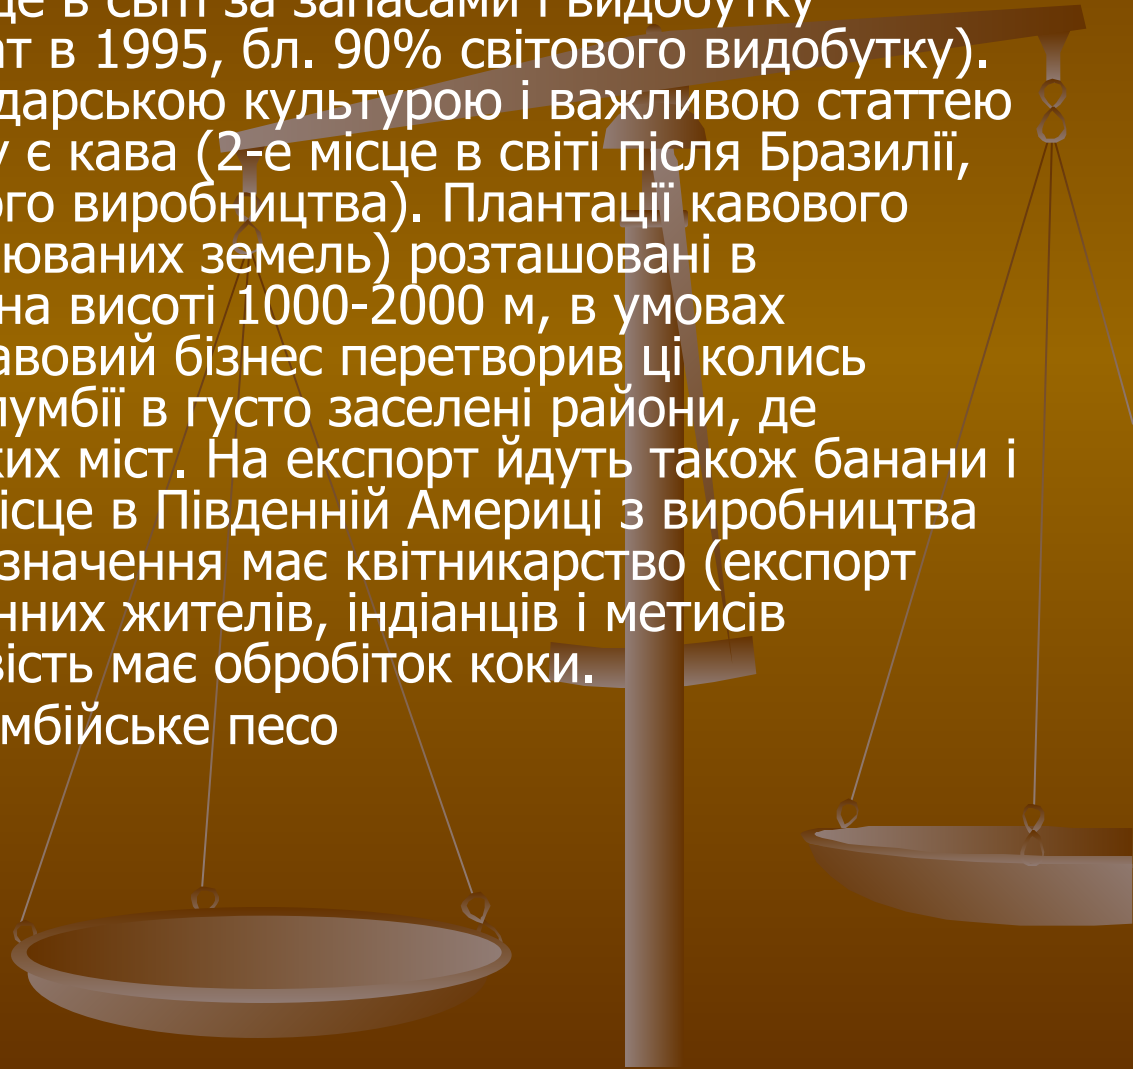 це в світі за запасами і видобутку
ат в 1995, бл. 90% світового видобутку).
дарською культурою і важливою статтею
у є кава (2-е місце в світі після Бразилії,
ого виробництва). Плантації кавового
юваних земель) розташовані в
на висоті 1000-2000 м, в умовах
авовий бізнес перетворив ці колись
лумбії в густо заселені райони, де
ких міст. На експорт йдуть також банани і
ісце в Південній Америці з виробництва
значення має квітникарство (експорт
нних жителів, індіанців і метисів
вість має обробіток коки.
мбійське песо